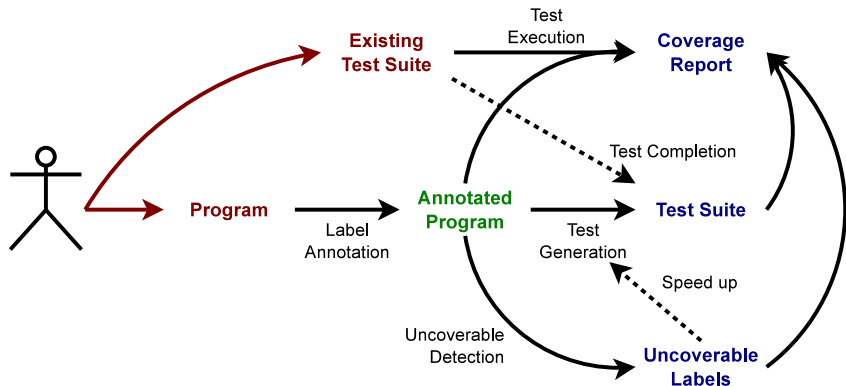 Test
Execution
Existing
Test Suite
Coverage
Report
Test Completion
Program
Label
Annotation
Annotated
Program
Test
Generation
Test Suite
Speed up
Uncoverable
Detection
Uncoverable
Labels